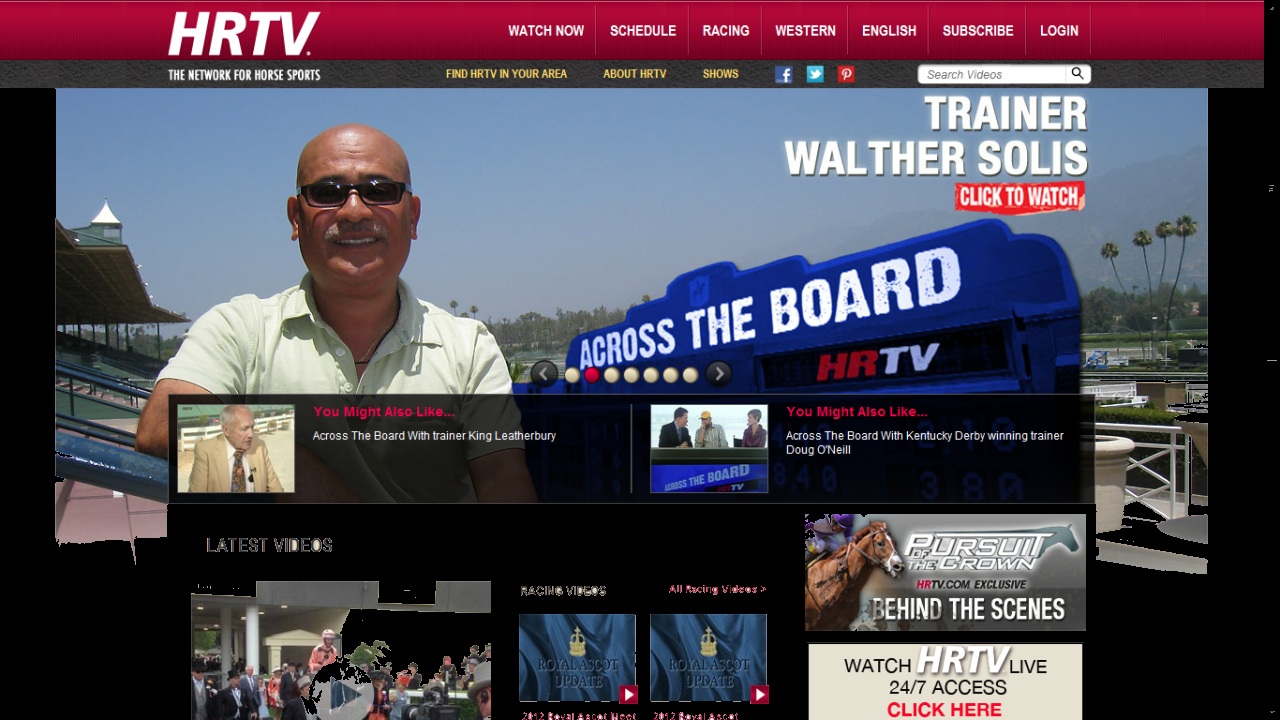 HRTV.
THE NETWORK FOR HORSE SPORTS
WATCH NOW
SCHEDULE
RACING
WESTERN
ENGLISH
SUBSCRIBE
LOGIN
FIND HRTV IN YOUR AREA
ABOUT HRTV
SHOWS
Search Videos
TRAINER
WALTHER SOLIS
CLICK TO WATCH
ACROSS THE BOARD
HRTV
You Might Also Like...
Across The Board With trainer King Leatherbury
You Might Also Like...
Across The Board With Kentucky Derby winning trainer
Doug O'Neill
ACROSS THE BOARD
HRTV
840
380
LATEST VIDEOS
RACING VIDEOS
All Racing Videos >
ROYAL ASCOT
UPDATE
ROYAL ASCOT
UPDATE
2012 Royal Ascot Meet
2012 Royal Ascot
PURSUIT
OF THE CROWN
HRTV.COM EXCLUSIVE
BEHIND THE SCENES
WATCH HRTV LIVE
24/7 ACCESS
CLICK HERE